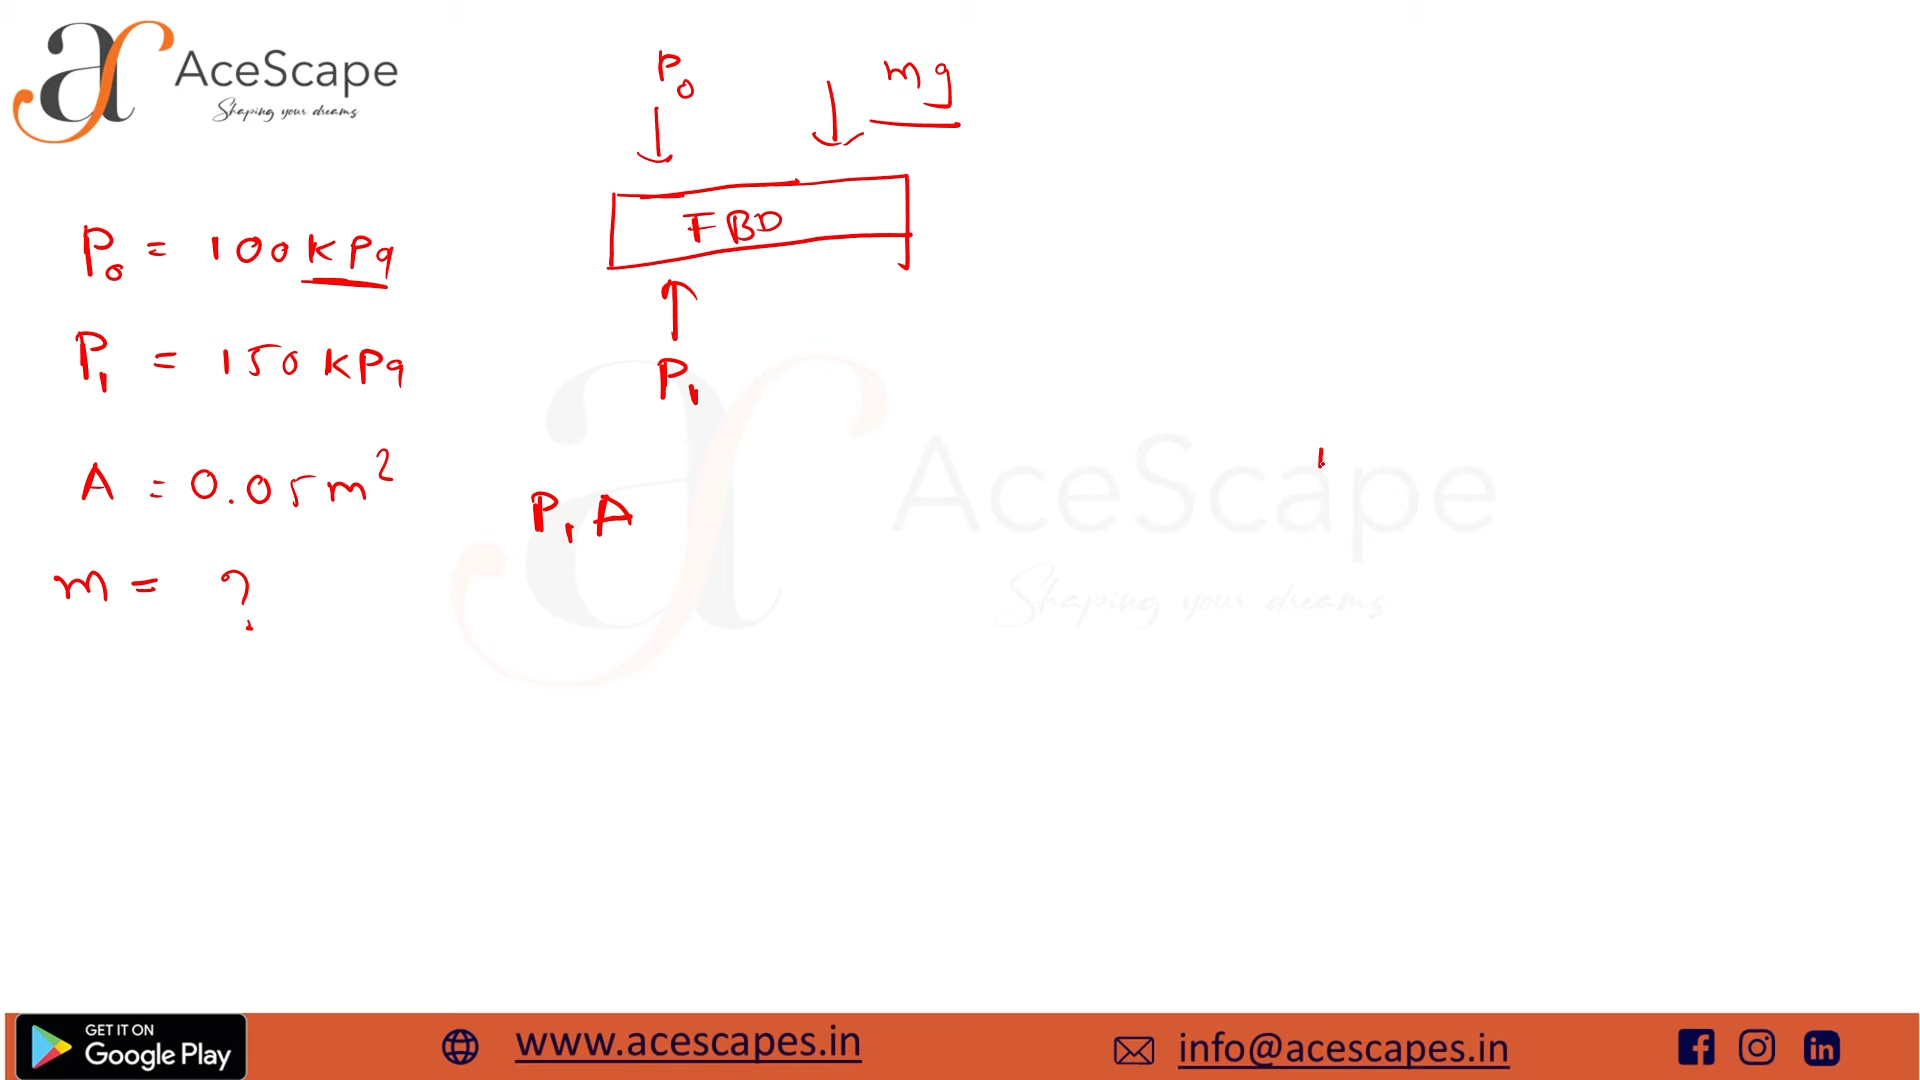 AceScape
Shaping your dreams
P₀
mg
FBD
P₀ = 100 kPa
P₁ = 150 kPa
P₁
A = 0.05 m²
P₁ A
m = ?
AceScape
Shaping your dreams
GET IT ON
Google Play
www.acescapes.in
info@acescapes.in